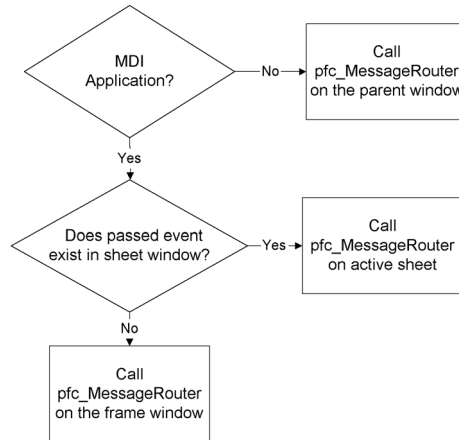 MDI
Application?
No
Call
pfc_MessageRouter
on the parent window
Yes
Does passed event
exist in sheet window?
Yes
Call
pfc_MessageRouter
on active sheet
No
Call
pfc_MessageRouter
on the frame window